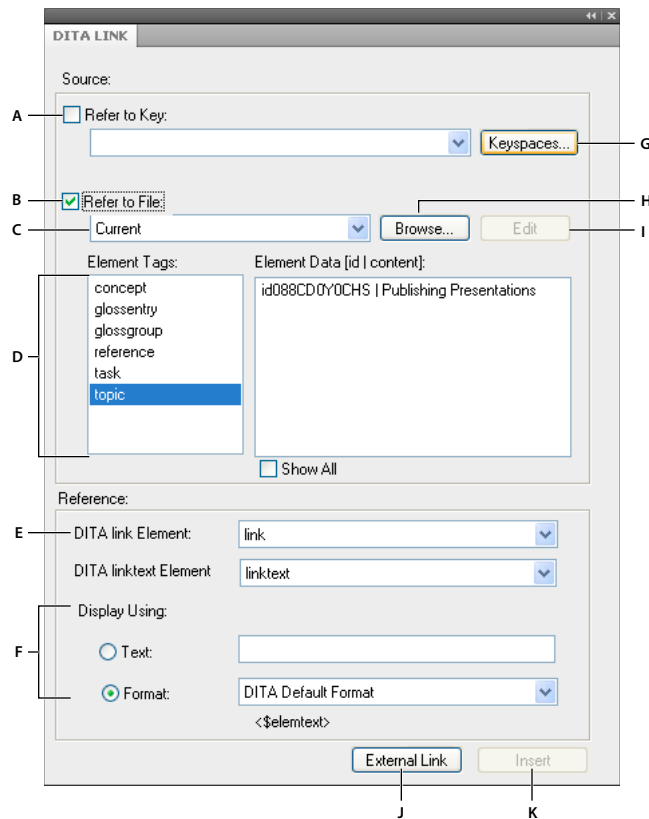 DITA LINK
Source:
A Refer to Key:
Keyspaces... G
B Refer to File: H
C Current Browse... Edit I
Element Tags: Element Data [id | content]:
concept id088CD0Y0CHS | Publishing Presentations
glossentry
glossgroup
D reference
task
topic
Show All
Reference:
E DITA link Element: link
DITA linktext Element linktext
Display Using:
F Text:
Format: DITA Default Format
<$elemtext>
External Link Insert
J K